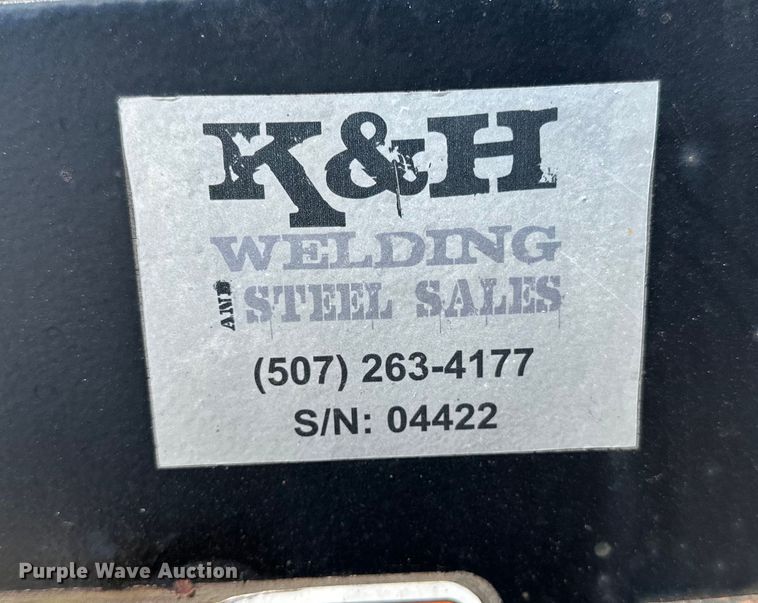 K&H
WELDING
AND STEEL SALES
(507) 263-4177
S/N: 04422
Purple Wave Auction